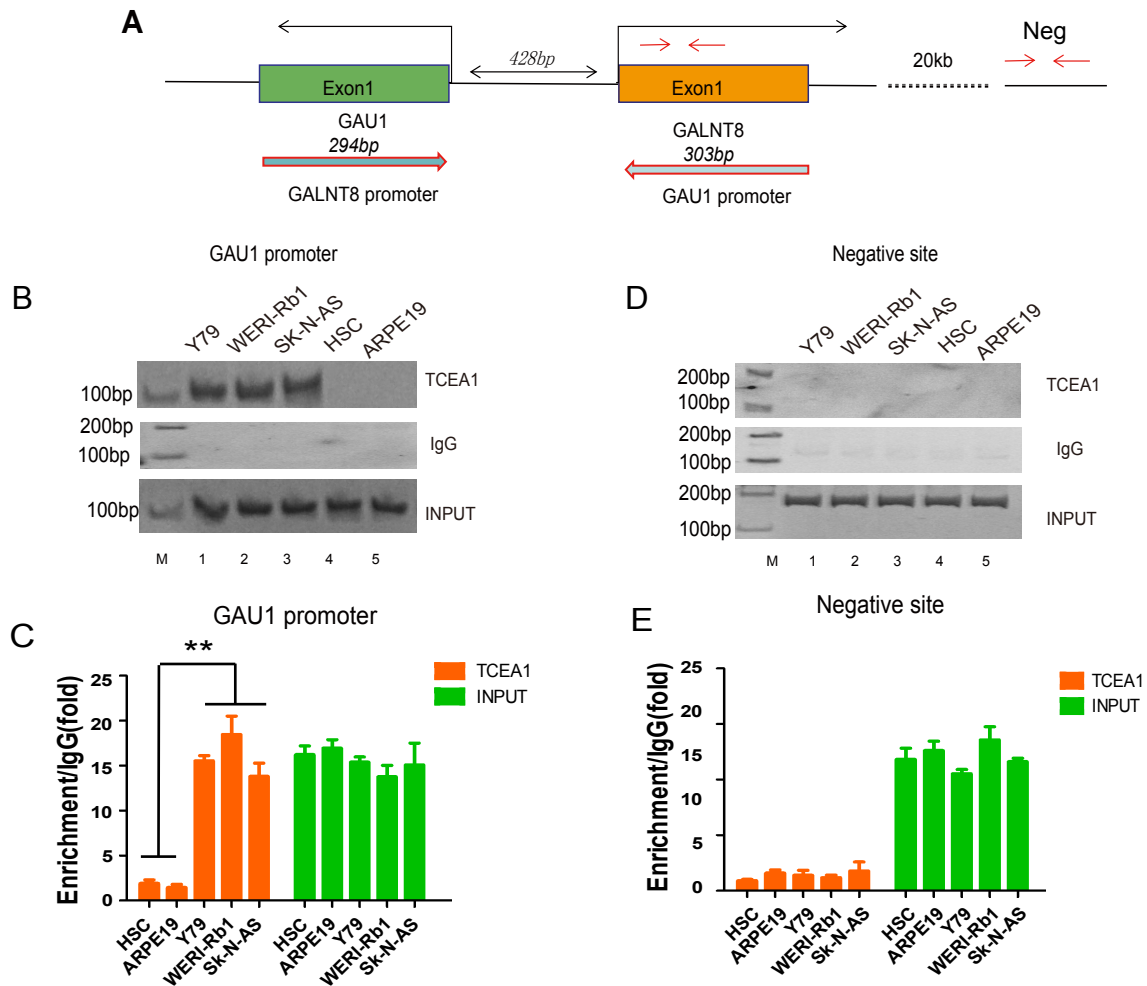 A
428bp
Neg
20kb
Exon1
Exon1
GAU1
294bp
GALNT8 promoter
GALNT8
303bp
GAU1 promoter
GAU1 promoter
B
Y79
WERI-Rb1
SK-N-AS
HSC
ARPE19
100bp
TCEA1
200bp
100bp
IgG
100bp
INPUT
M 1 2 3 4 5
Negative site
D
Y79
WERI-Rb1
SK-N-AS
HSC
ARPE19
200bp
100bp
TCEA1
200bp
100bp
IgG
200bp
100bp
INPUT
M 1 2 3 4 5
C
GAU1 promoter
**
TCEA1
INPUT
Enrichment/IgG(fold)
25
20
15
10
5
0
HSC
ARPE19
Y79
WERI-Rb1
Sk-N-AS
HSC
ARPE19
Y79
WERI-Rb1
Sk-N-AS
E
Negative site
TCEA1
INPUT
Enrichment/IgG(fold)
25
20
15
10
5
0
HSC
ARPE19
Y79
WERI-Rb1
Sk-N-AS
HSC
ARPE19
Y79
WERI-Rb1
Sk-N-AS